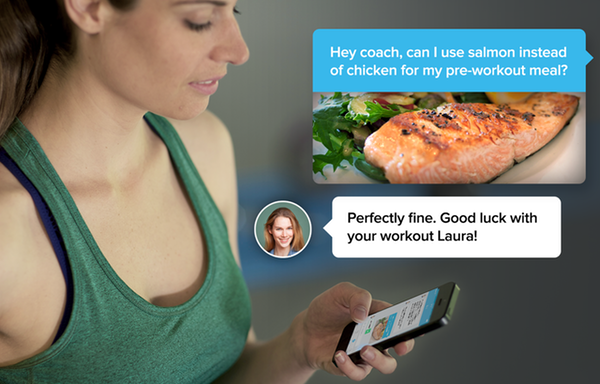 Hey coach, can I use salmon instead
of chicken for my pre-workout meal?
Perfectly fine. Good luck with
your workout Laura!